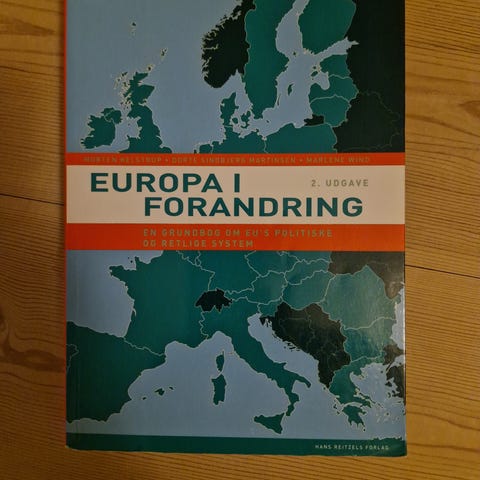 MORTEN KELSTRUP • DORTE SINDBJERG MARTINSEN • MARLENE WIND
EUROPA I
2. UDGAVE
FORANDRING
EN GRUNDBOG OM EU'S POLITISKE
OG RETLIGE SYSTEM
HANS REITZELS FORLAG